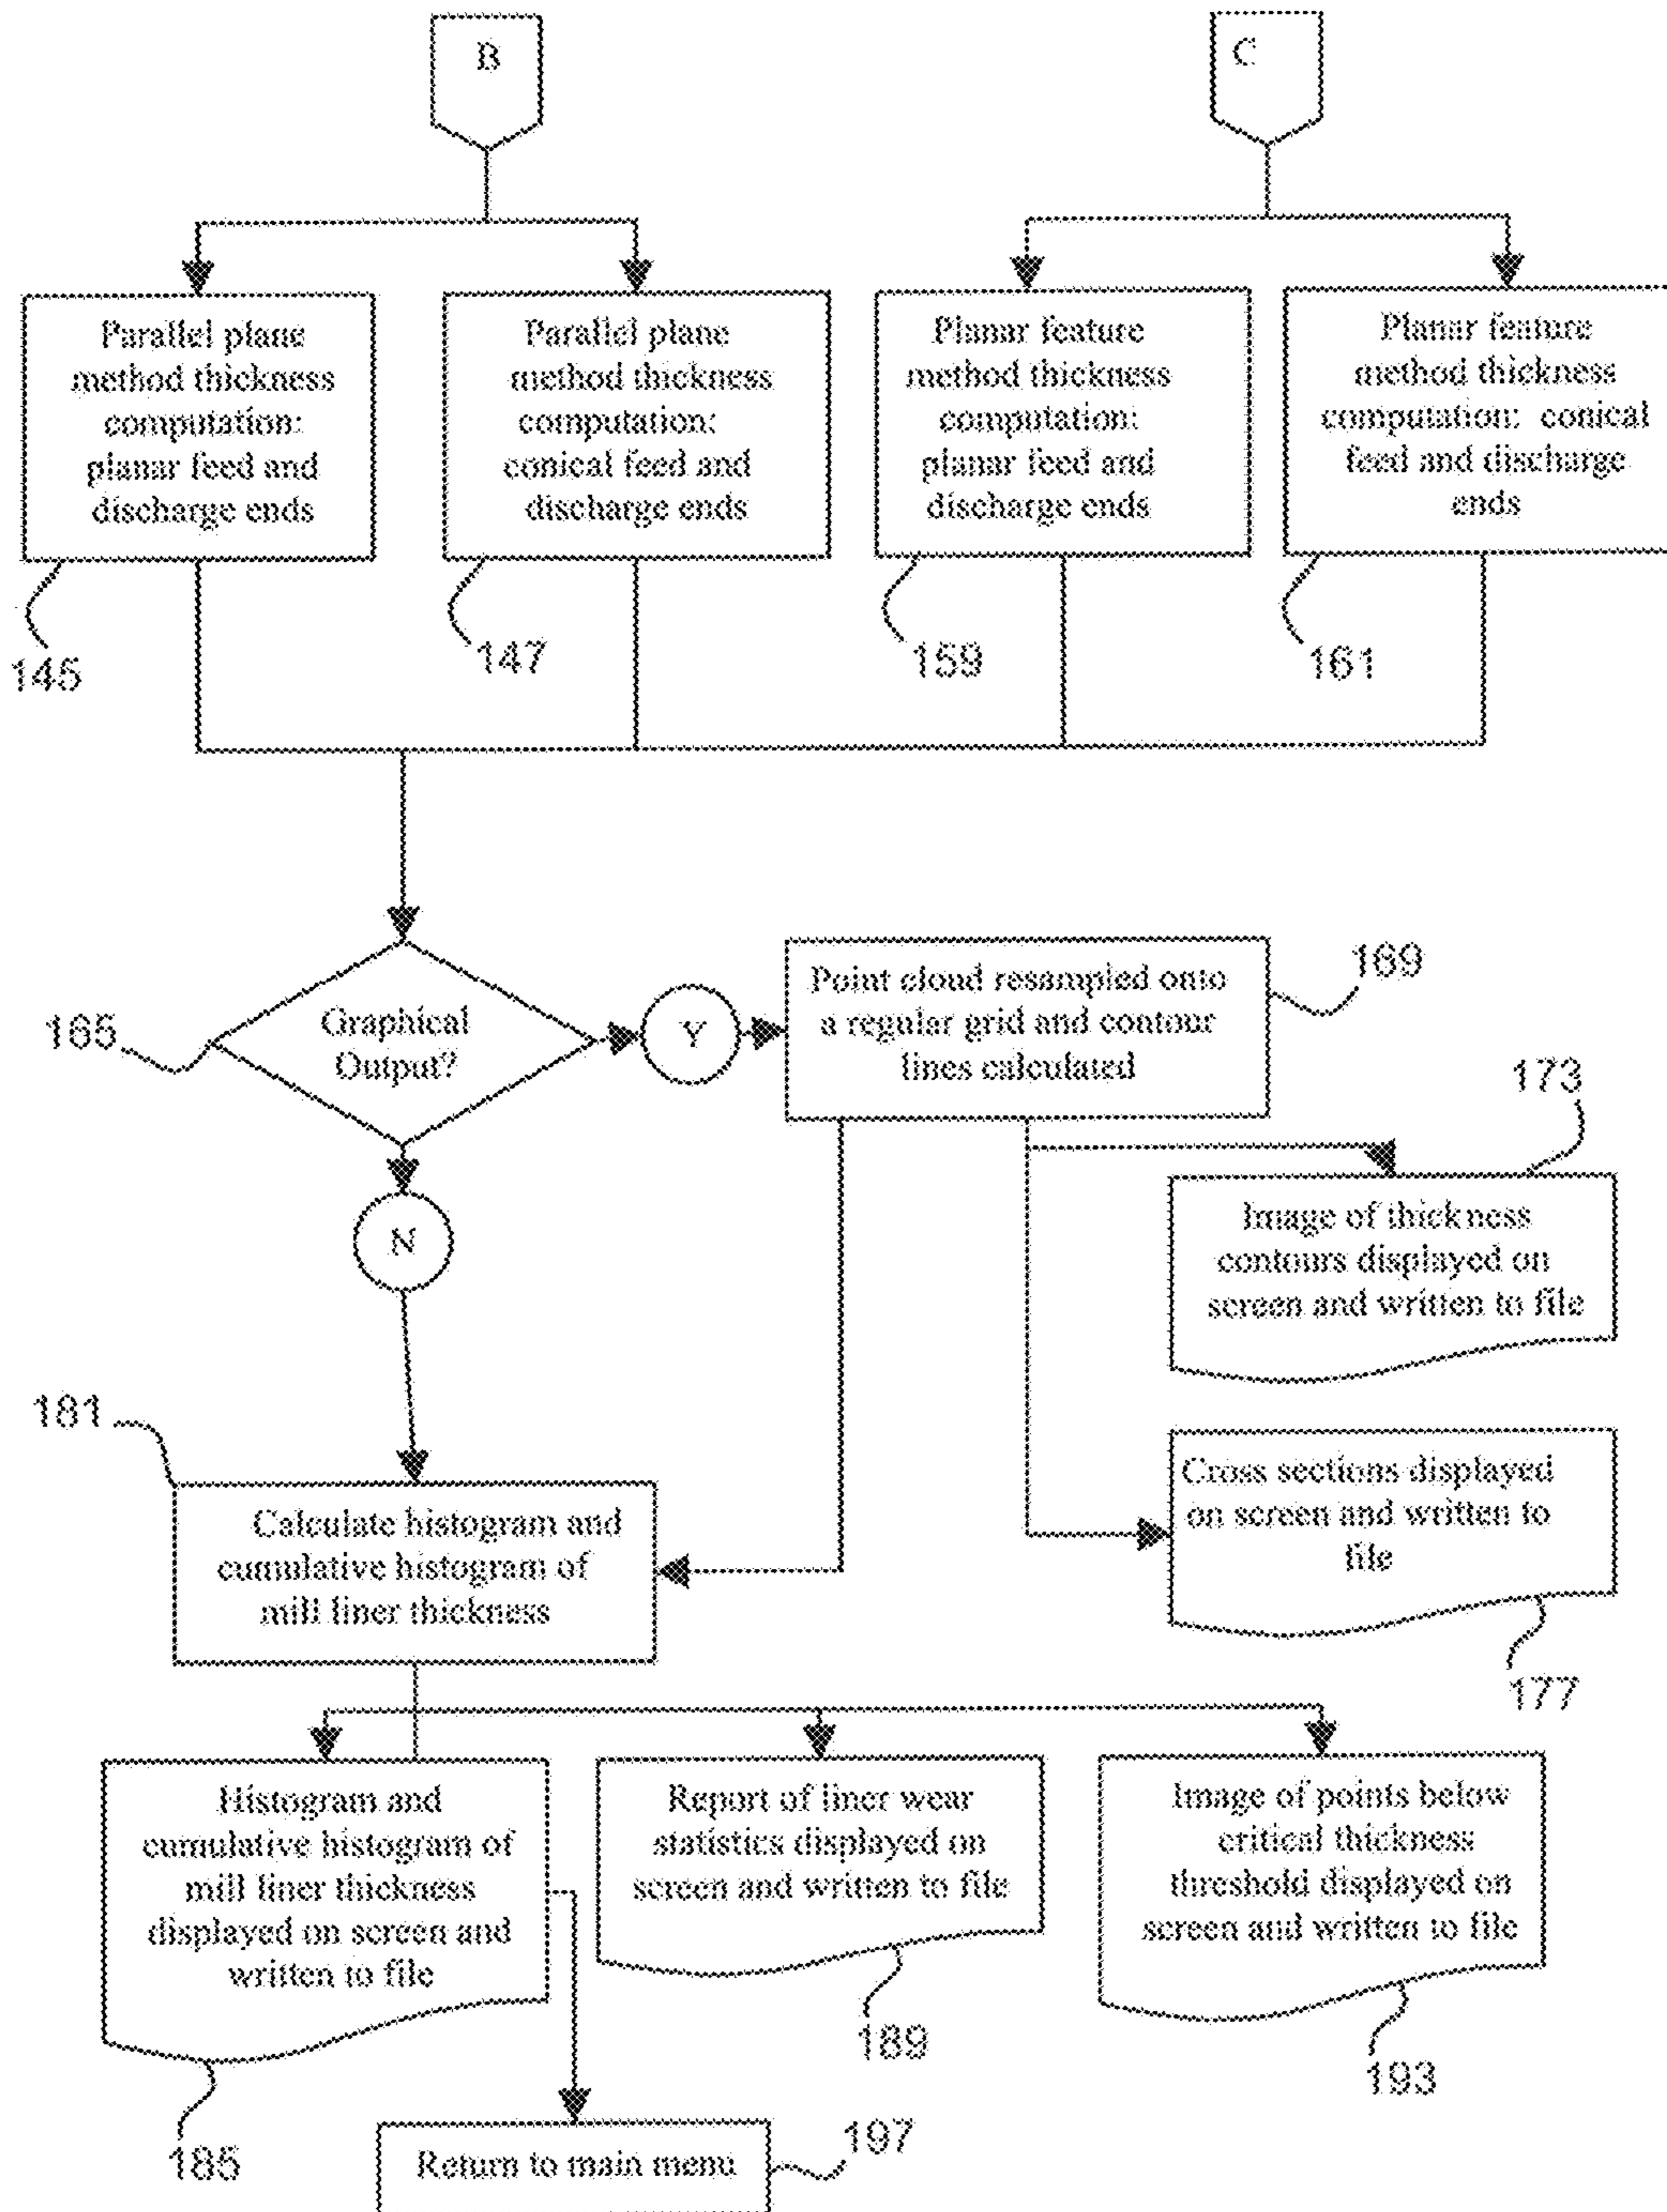 B
C
Parallel plane
method thickness
computation:
planar feed and
discharge ends
Parallel plane
method thickness
computation:
conical feed and
discharge ends
Planar feature
method thickness
computation:
planar feed and
discharge ends
Planar feature
method thickness
computation: conical
feed and discharge
ends
145
147
159
161
165
Graphical
Output?
Y
Point cloud resampled onto
a regular grid and contour
lines calculated
169
173
N
Image of thickness
contours displayed on
screen and written to file
181
Cross sections displayed
on screen and written to
file
177
Calculate histogram and
cumulative histogram of
mill liner thickness
Histogram and
cumulative histogram of
mill liner thickness
displayed on screen and
written to file
Report of liner wear
statistics displayed on
screen and written to file
Image of points below
critical thickness
threshold displayed on
screen and written to file
189
193
185
Return to main menu
197